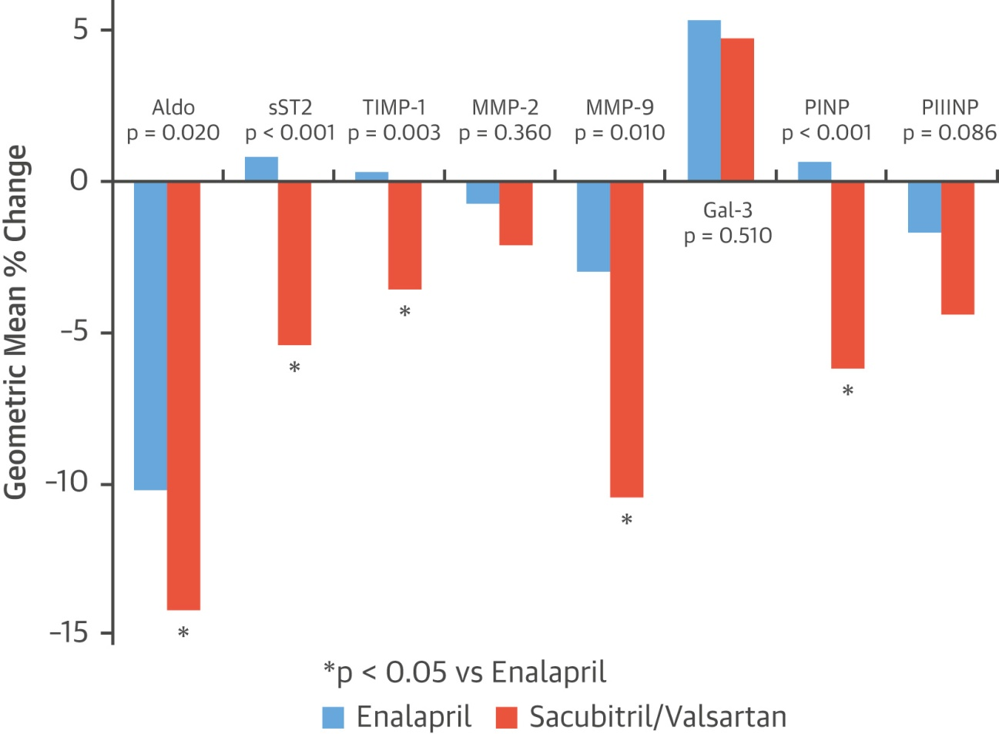 Geometric Mean % Change
5
0
−5
−10
−15
Aldo
p = 0.020
sST2
p < 0.001
TIMP-1
p = 0.003
MMP-2
p = 0.360
MMP-9
p = 0.010
Gal-3
p = 0.510
PINP
p < 0.001
PIIINP
p = 0.086
*
*
*
*
*
*p < 0.05 vs Enalapril
Enalapril
Sacubitril/Valsartan